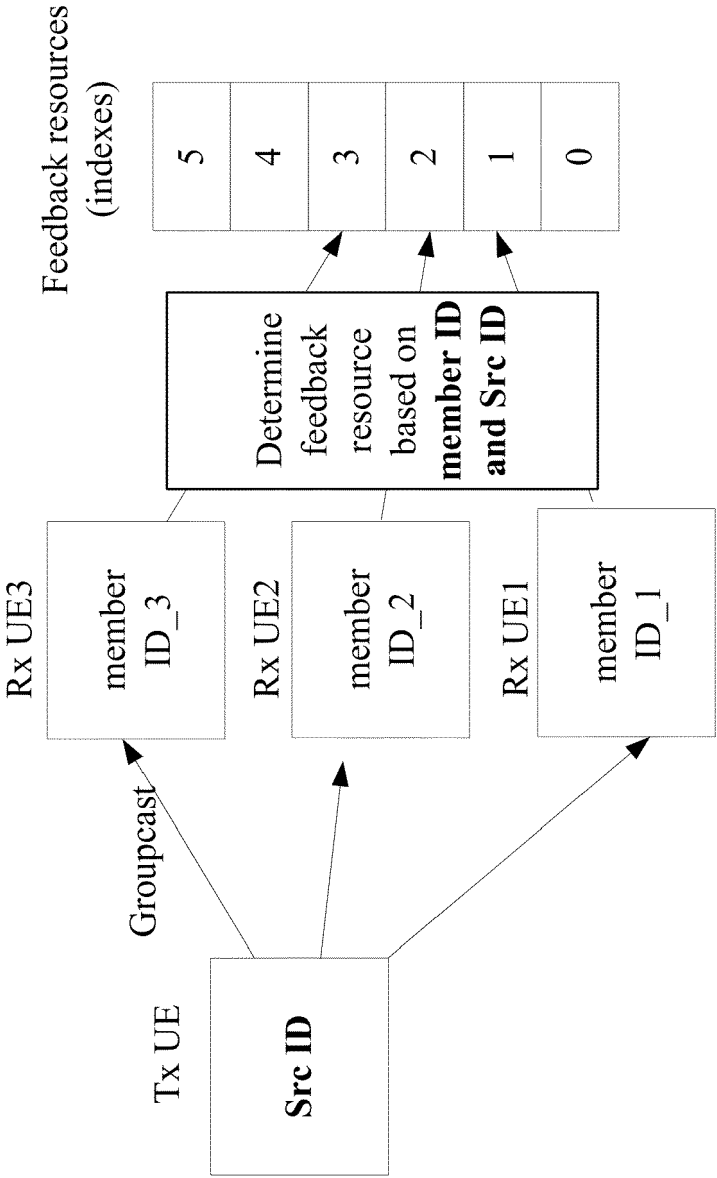 Tx UE
Src ID
Groupcast
Rx UE3
member
ID_3
Rx UE2
member
ID_2
Rx UE1
member
ID_1
Determine
feedback
resource
based on
member ID
and Src ID
Feedback resources
(indexes)
5
4
3
2
1
0